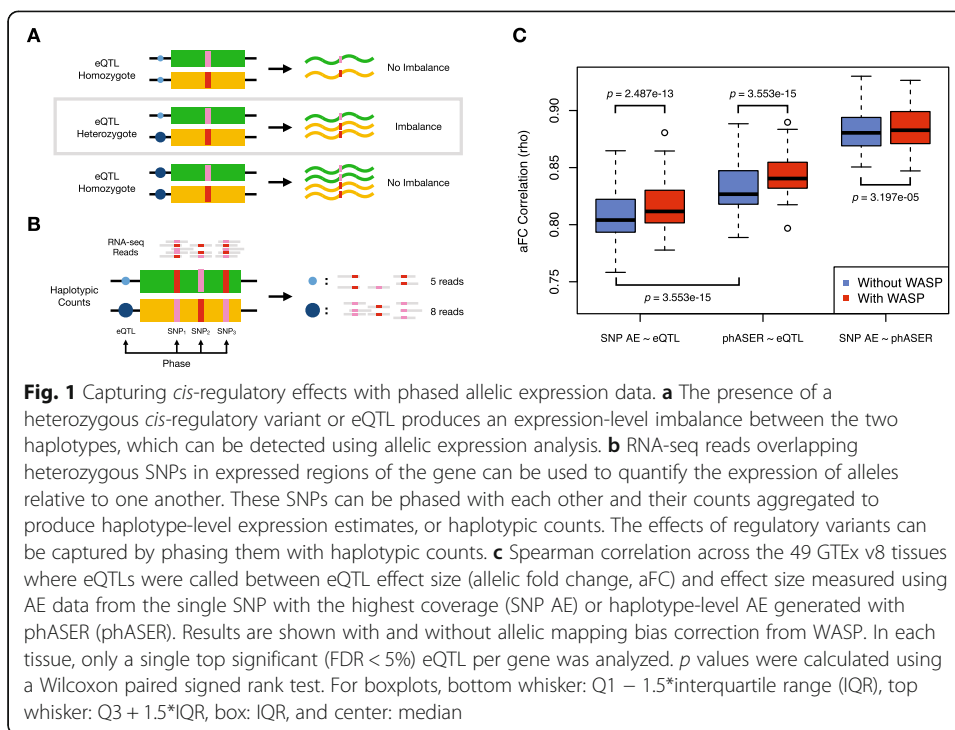 A
eQTL
Homozygote
No Imbalance
eQTL
Heterozygote
Imbalance
eQTL
Homozygote
No Imbalance
B
RNA-seq
Reads
Haplotypic
Counts
:
5 reads
:
8 reads
eQTL SNP₁ SNP₂ SNP₃
Phase
C
aFC Correlation (rho)
0.90
0.85
0.80
0.75
p = 2.487e-13
p = 3.553e-15
p = 3.197e-05
p = 3.553e-15
Without WASP
With WASP
SNP AE ~ eQTL
phASER ~ eQTL
SNP AE ~ phASER
Fig. 1 Capturing cis-regulatory effects with phased allelic expression data. a The presence of a
heterozygous cis-regulatory variant or eQTL produces an expression-level imbalance between the two
haplotypes, which can be detected using allelic expression analysis. b RNA-seq reads overlapping
heterozygous SNPs in expressed regions of the gene can be used to quantify the expression of alleles
relative to one another. These SNPs can be phased with each other and their counts aggregated to
produce haplotype-level expression estimates, or haplotypic counts. The effects of regulatory variants can
be captured by phasing them with haplotypic counts. c Spearman correlation across the 49 GTEx v8 tissues
where eQTLs were called between eQTL effect size (allelic fold change, aFC) and effect size measured using
AE data from the single SNP with the highest coverage (SNP AE) or haplotype-level AE generated with
phASER (phASER). Results are shown with and without allelic mapping bias correction from WASP. In each
tissue, only a single top significant (FDR < 5%) eQTL per gene was analyzed. p values were calculated using
a Wilcoxon paired signed rank test. For boxplots, bottom whisker: Q1 − 1.5*interquartile range (IQR), top
whisker: Q3 + 1.5*IQR, box: IQR, and center: median